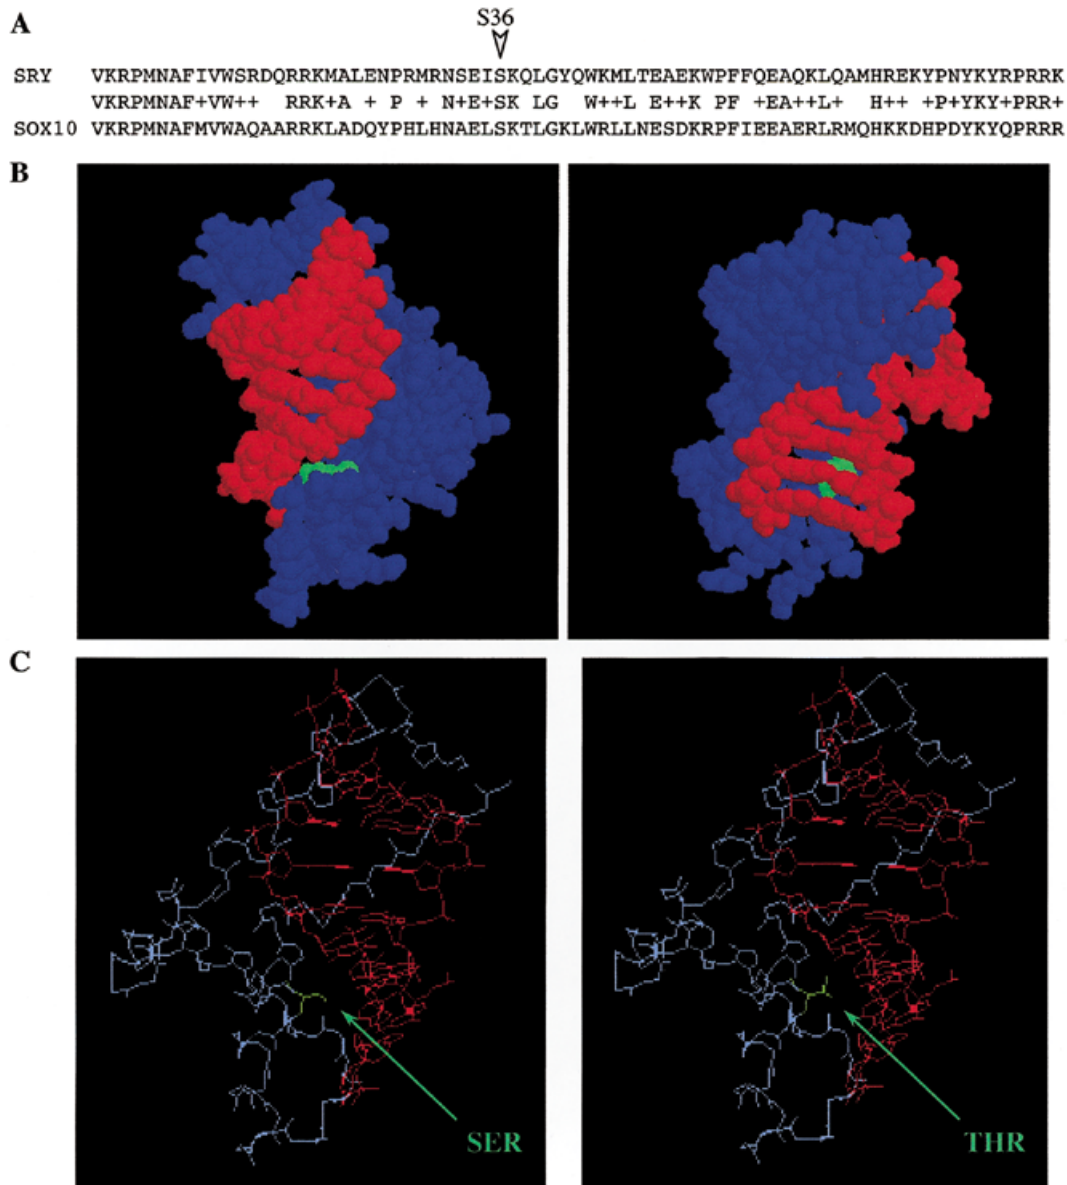 A
S36
SRY VKRPMNAFIVWSRDQRRKMALENPRMRNSEISKQLGYQWKMLTEAEKWPFFQEAQKLQAMHREKYPNYKYRPRRK
VKRPMNAF+VW++ RRK+A + P + N+E+SK LG W++L E++K PF +EA++L+ H++ +P+YKY+PRR+
SOX10 VKRPMNAFMVWAQAARRKLADQYPHLHNAELSKTLGKLWRLLNESDKRPFIEEAERLRMQHKKDHPDYKYQPRRR
B
C
SER
THR